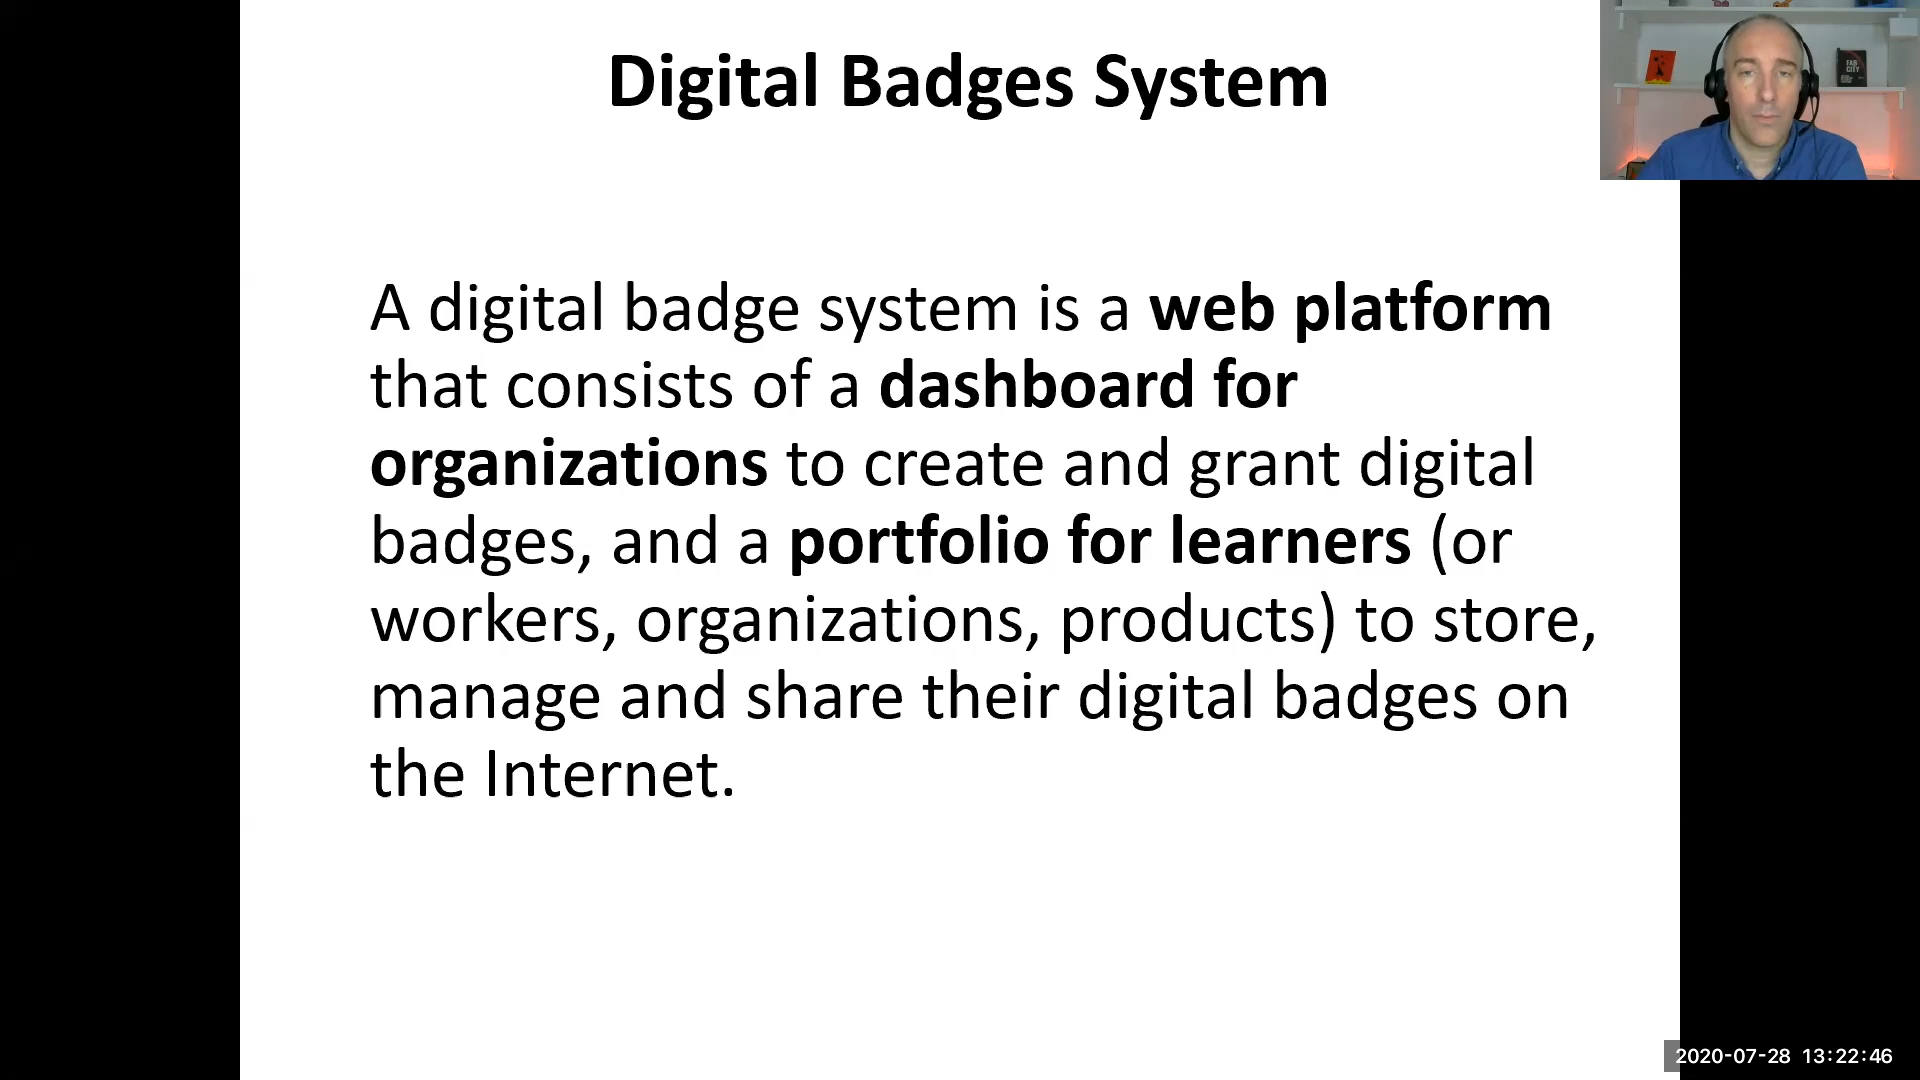 Digital Badges System
A digital badge system is a web platform
that consists of a dashboard for
organizations to create and grant digital
badges, and a portfolio for learners (or
workers, organizations, products) to store,
manage and share their digital badges on
the Internet.
FAB
CITY
2020-07-28 13:22:46